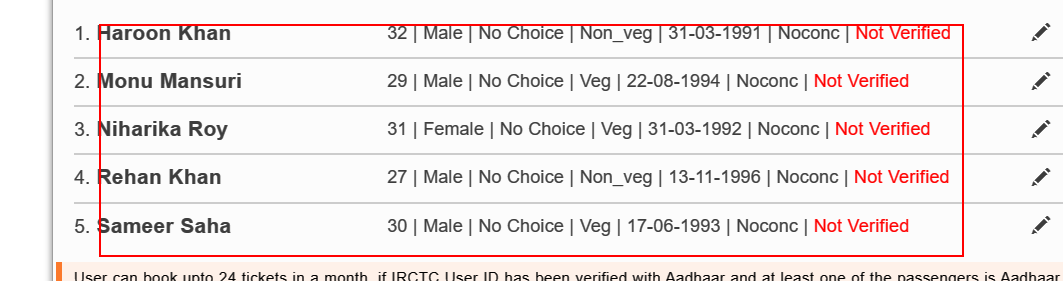 1. Haroon Khan 32 | Male | No Choice | Non_veg | 31-03-1991 | Noconc | Not Verified
2. Monu Mansuri 29 | Male | No Choice | Veg | 22-08-1994 | Noconc | Not Verified
3. Niharika Roy 31 | Female | No Choice | Veg | 31-03-1992 | Noconc | Not Verified
4. Rehan Khan 27 | Male | No Choice | Non_veg | 13-11-1996 | Noconc | Not Verified
5. Sameer Saha 30 | Male | No Choice | Veg | 17-06-1993 | Noconc | Not Verified
User can book upto 24 tickets in a month, if IRCTC User ID has been verified with Aadhaar and at least one of the passengers is Aadhaar